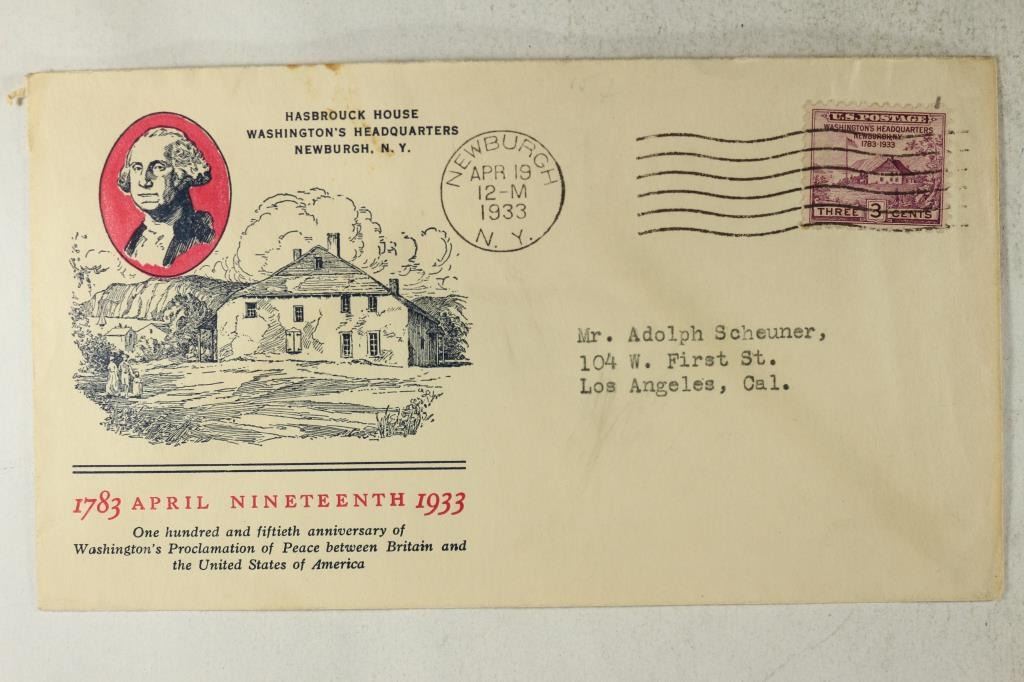 HASBROUCK HOUSE
WASHINGTON'S HEADQUARTERS
NEWBURGH, N. Y.
NEWBURGH
APR 19
12-M
1933
N. Y.
U.S. POSTAGE
WASHINGTON'S HEADQUARTERS
NEWBURGH, N.Y.
1783-1933
THREE 3 CENTS
Mr. Adolph Scheuner,
104 W. First St.
Los Angeles, Cal.
1783 APRIL NINETEENTH 1933
One hundred and fiftieth anniversary of
Washington's Proclamation of Peace between Britain and
the United States of America